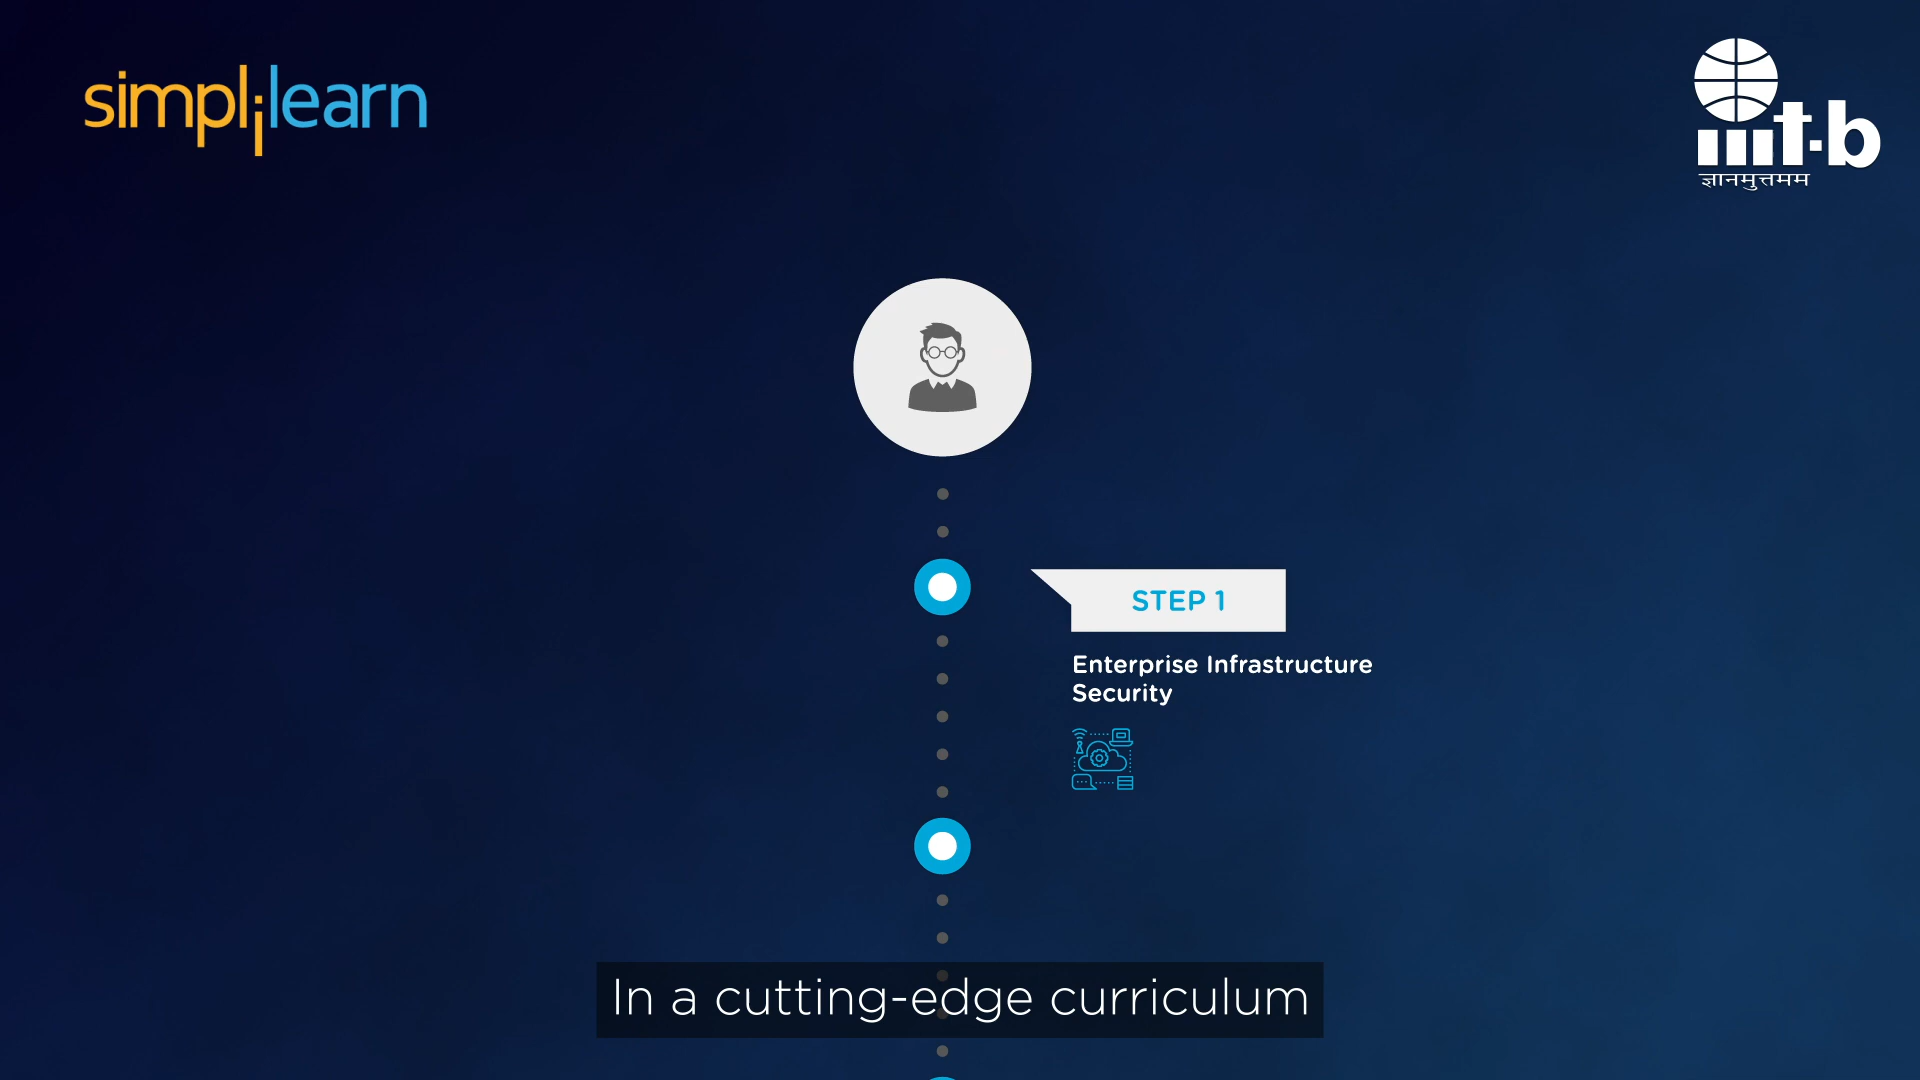 simplilearn
iiit-b
ज्ञानमुत्तमम
STEP 1
Enterprise Infrastructure
Security
In a cutting-edge curriculum